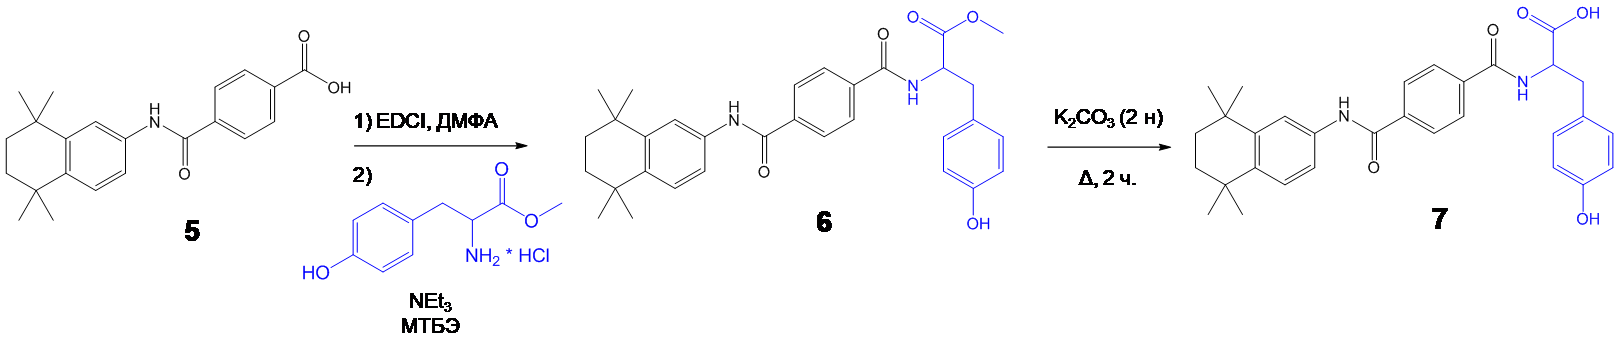 O
OH
H
N
O
5
1) EDCI, ДМФА
2)
O
O
NH₂ * HCl
HO
NEt₃
МТБЭ
O
O
O
N
H
H
N
O
OH
6
K₂CO₃ (2 н)
Δ, 2 ч.
O
OH
O
N
H
H
N
O
OH
7